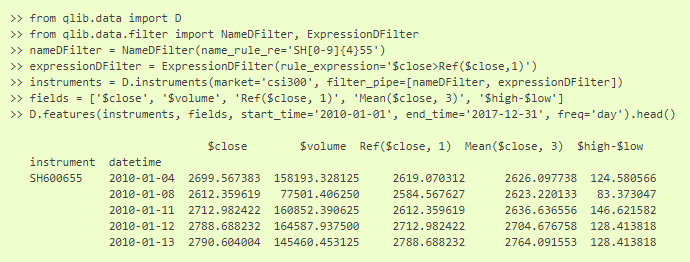 >> from qlib.data import D
>> from qlib.data.filter import NameDFilter, ExpressionDFilter
>> nameDFilter = NameDFilter(name_rule_re='SH[0-9]{4}55')
>> expressionDFilter = ExpressionDFilter(rule_expression='$close>Ref($close,1)')
>> instruments = D.instruments(market='csi300', filter_pipe=[nameDFilter, expressionDFilter])
>> fields = ['$close', '$volume', 'Ref($close, 1)', 'Mean($close, 3)', '$high-$low']
>> D.features(instruments, fields, start_time='2010-01-01', end_time='2017-12-31', freq='day').head()
$close $volume Ref($close, 1) Mean($close, 3) $high-$low
instrument datetime
SH600655 2010-01-04 2699.567383 158193.328125 2619.070312 2626.097738 124.580566
2010-01-08 2612.359619 77501.406250 2584.567627 2623.220133 83.373047
2010-01-11 2712.982422 160852.390625 2612.359619 2636.636556 146.621582
2010-01-12 2788.688232 164587.937500 2712.982422 2704.676758 128.413818
2010-01-13 2790.604004 145460.453125 2788.688232 2764.091553 128.413818